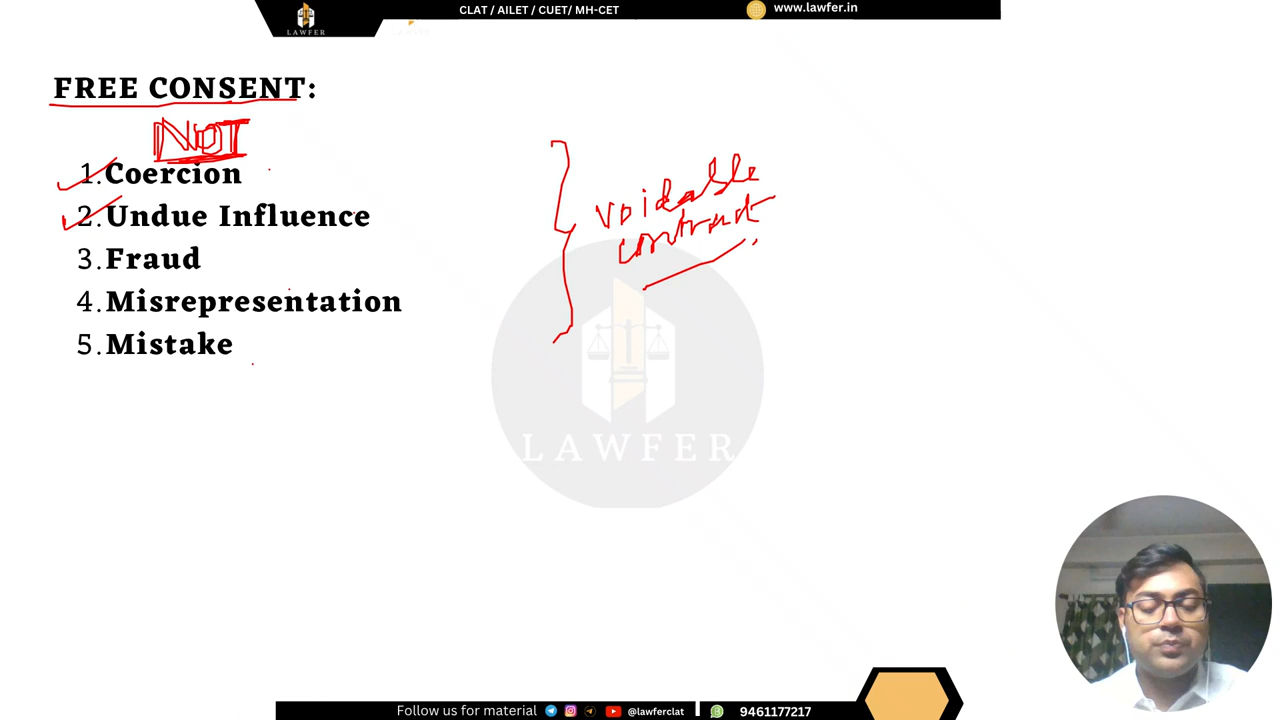 CLAT / AILET / CUET/ MH-CET
www.lawfer.in
LAWFER
FREE CONSENT:
NOT
1. Coercion
2. Undue Influence
3. Fraud
4. Misrepresentation
5. Mistake
voidable
contract
LAWFER
Follow us for material @lawferclat 9461177217